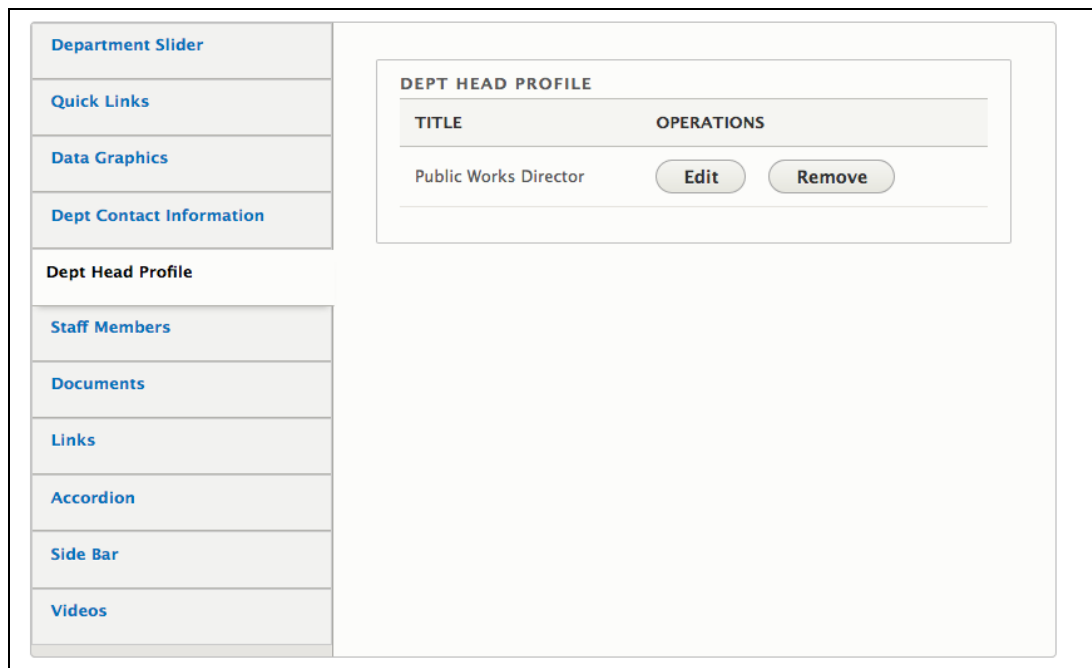 Department Slider
Quick Links
Data Graphics
Dept Contact Information
Dept Head Profile
Staff Members
Documents
Links
Accordion
Side Bar
Videos
DEPT HEAD PROFILE
TITLE OPERATIONS
Public Works Director Edit Remove